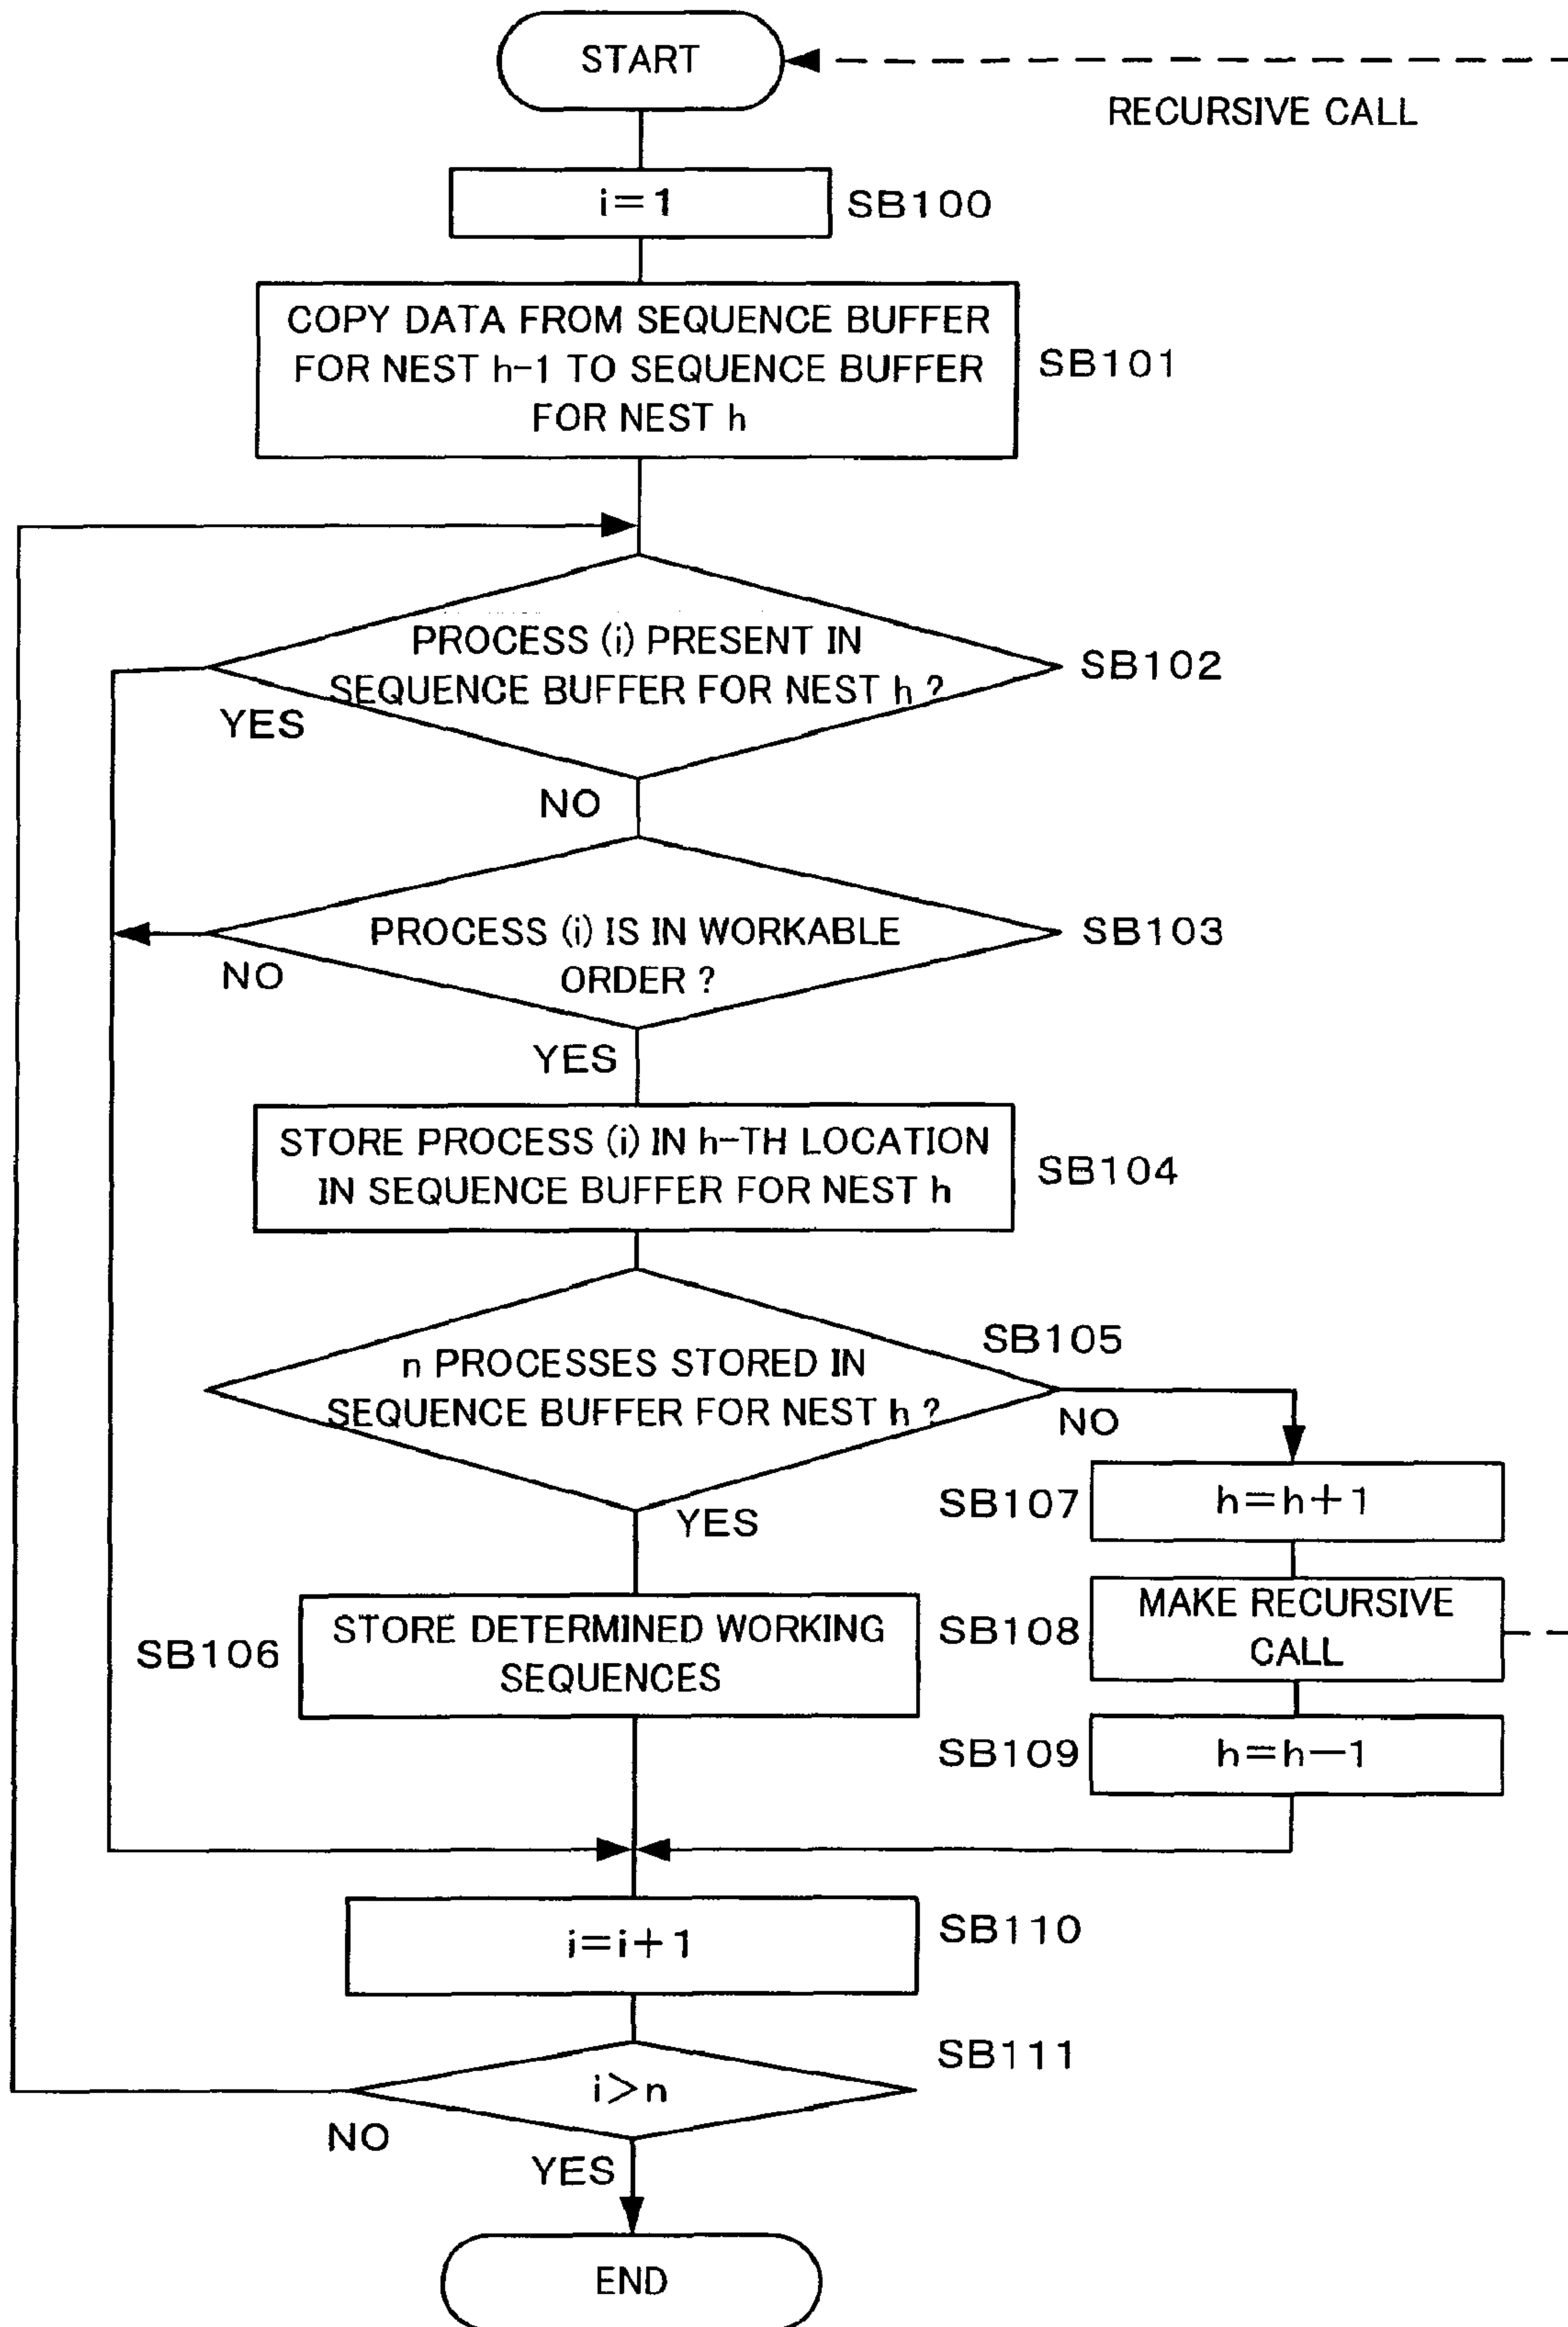 START
RECURSIVE CALL
i=1
SB100
COPY DATA FROM SEQUENCE BUFFER
FOR NEST h-1 TO SEQUENCE BUFFER
FOR NEST h
SB101
PROCESS (i) PRESENT IN
SEQUENCE BUFFER FOR NEST h ?
SB102
YES
NO
PROCESS (i) IS IN WORKABLE
ORDER ?
SB103
NO
YES
STORE PROCESS (i) IN h-TH LOCATION
IN SEQUENCE BUFFER FOR NEST h
SB104
n PROCESSES STORED IN
SEQUENCE BUFFER FOR NEST h ?
SB105
NO
YES
SB107
h=h+1
SB106
STORE DETERMINED WORKING
SEQUENCES
SB108
MAKE RECURSIVE
CALL
SB109
h=h-1
i=i+1
SB110
i>n
SB111
NO
YES
END